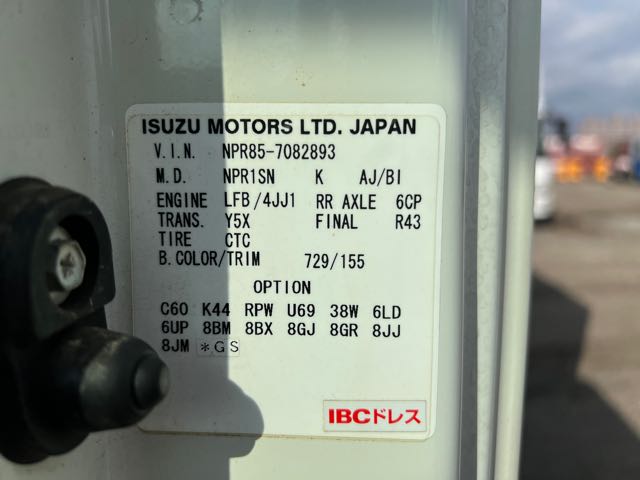 ISUZU MOTORS LTD. JAPAN
V.I.N. NPR85-7082893
M.D. NPR1SN K AJ/BI
ENGINE LFB/4JJ1 RR AXLE 6CP
TRANS. Y5X FINAL R43
TIRE CTC
B.COLOR/TRIM 729/155
OPTION
C60 K44 RPW U69 38W 6LD
6UP 8BM 8BX 8GJ 8GR 8JJ
8JM *GS
IBCドレス